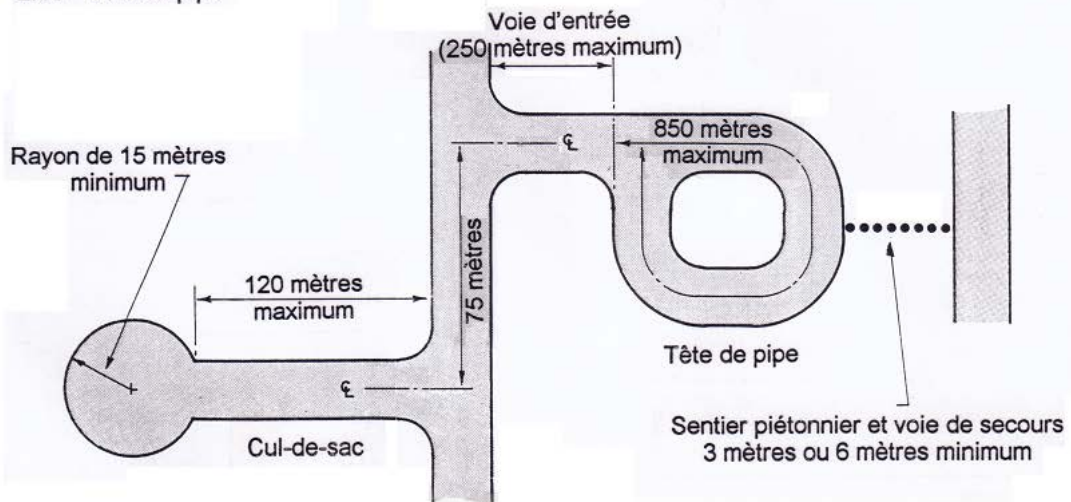 Voie d'entrée
(250 mètres maximum)
850 mètres
maximum
Rayon de 15 mètres
minimum
75 mètres
120 mètres
maximum
Tête de pipe
Cul-de-sac
Sentier piétonnier et voie de secours
3 mètres ou 6 mètres minimum